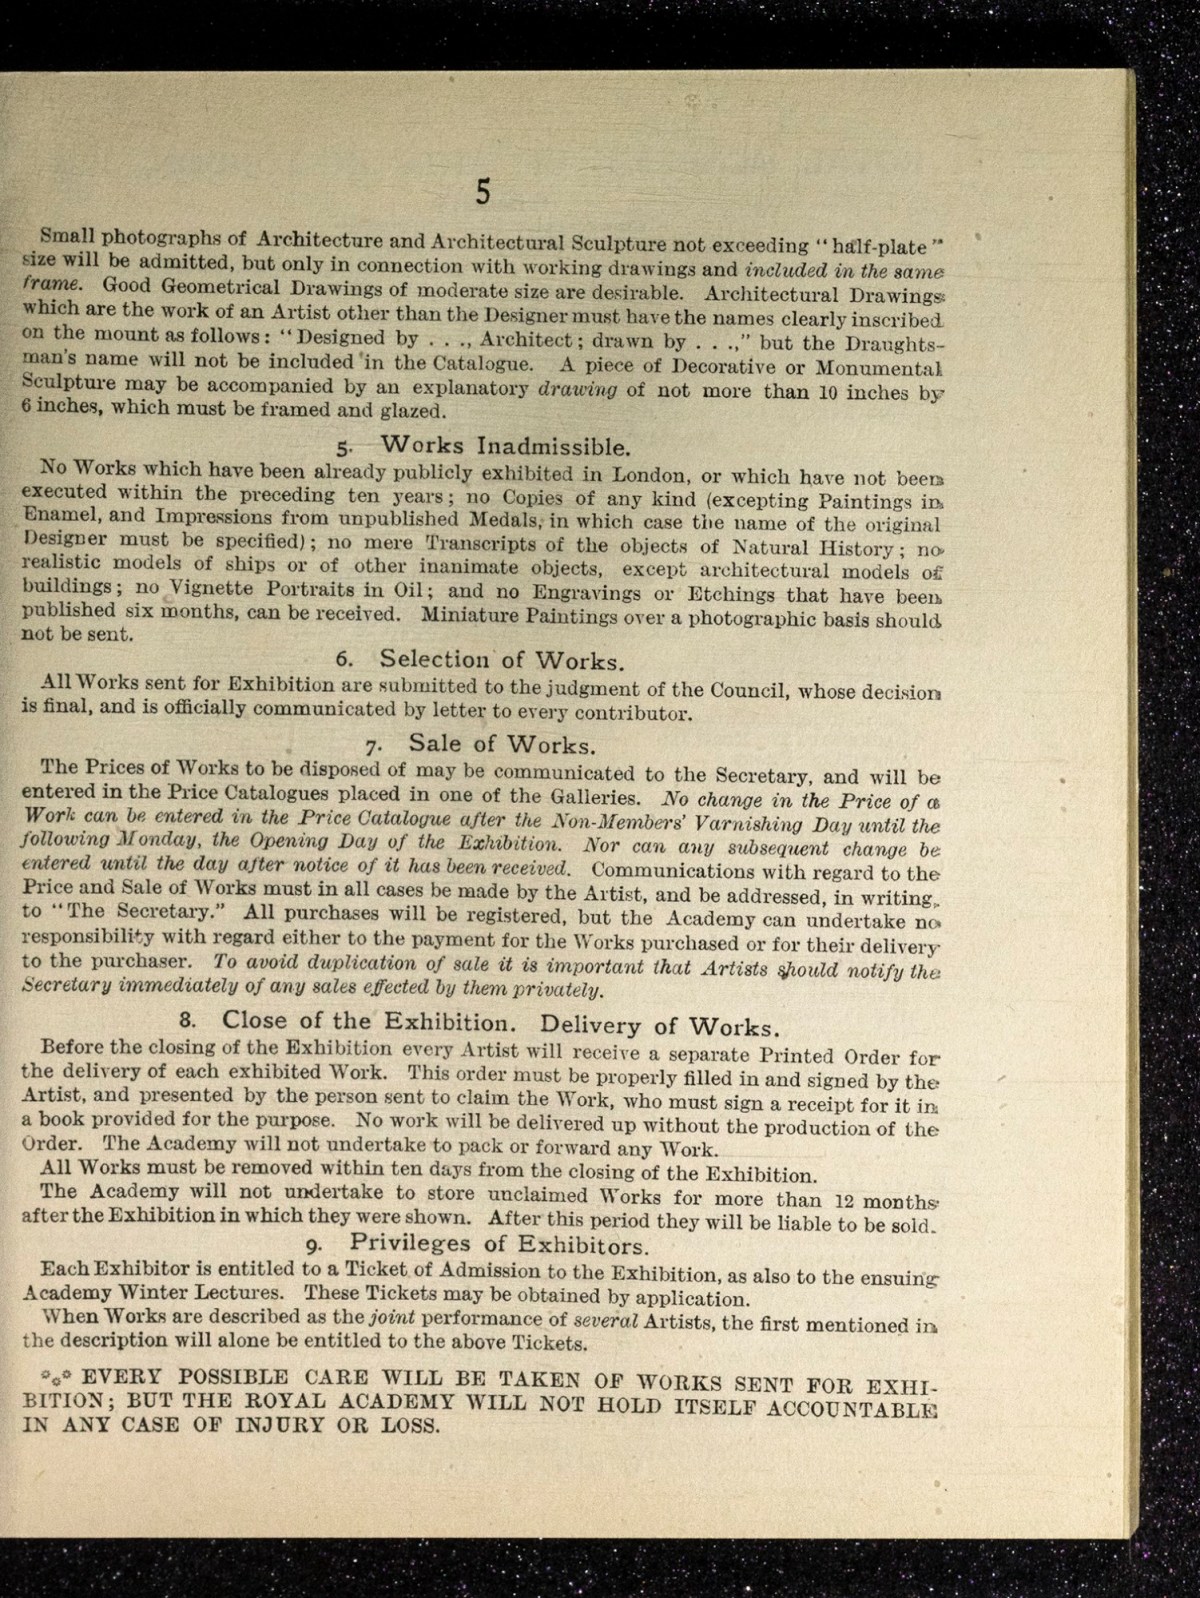 5
Small photographs of Architecture and Architectural Sculpture not exceeding "half-plate"
size will be admitted, but only in connection with working drawings and included in the same
frame. Good Geometrical Drawings of moderate size are desirable. Architectural Drawings
which are the work of an Artist other than the Designer must have the names clearly inscribed
on the mount as follows: "Designed by . . ., Architect; drawn by . . .," but the Draughts-
man's name will not be included in the Catalogue. A piece of Decorative or Monumental
Sculpture may be accompanied by an explanatory drawing of not more than 10 inches by
6 inches, which must be framed and glazed.
5. Works Inadmissible.
No Works which have been already publicly exhibited in London, or which have not been
executed within the preceding ten years; no Copies of any kind (excepting Paintings in
Enamel, and Impressions from unpublished Medals, in which case the name of the original
Designer must be specified); no mere Transcripts of the objects of Natural History; no
realistic models of ships or of other inanimate objects, except architectural models of
buildings; no Vignette Portraits in Oil; and no Engravings or Etchings that have been
published six months, can be received. Miniature Paintings over a photographic basis should
not be sent.
6. Selection of Works.
All Works sent for Exhibition are submitted to the judgment of the Council, whose decision
is final, and is officially communicated by letter to every contributor.
7. Sale of Works.
The Prices of Works to be disposed of may be communicated to the Secretary, and will be
entered in the Price Catalogues placed in one of the Galleries. No change in the Price of a
Work can be entered in the Price Catalogue after the Non-Members' Varnishing Day until the
following Monday, the Opening Day of the Exhibition. Nor can any subsequent change be
entered until the day after notice of it has been received. Communications with regard to the
Price and Sale of Works must in all cases be made by the Artist, and be addressed, in writing,
to "The Secretary." All purchases will be registered, but the Academy can undertake no
responsibility with regard either to the payment for the Works purchased or for their delivery
to the purchaser. To avoid duplication of sale it is important that Artists should notify the
Secretary immediately of any sales effected by them privately.
8. Close of the Exhibition. Delivery of Works.
Before the closing of the Exhibition every Artist will receive a separate Printed Order for
the delivery of each exhibited Work. This order must be properly filled in and signed by the
Artist, and presented by the person sent to claim the Work, who must sign a receipt for it in
a book provided for the purpose. No work will be delivered up without the production of the
Order. The Academy will not undertake to pack or forward any Work.
All Works must be removed within ten days from the closing of the Exhibition.
The Academy will not undertake to store unclaimed Works for more than 12 months
after the Exhibition in which they were shown. After this period they will be liable to be sold.
9. Privileges of Exhibitors.
Each Exhibitor is entitled to a Ticket of Admission to the Exhibition, as also to the ensuing
Academy Winter Lectures. These Tickets may be obtained by application.
When Works are described as the joint performance of several Artists, the first mentioned in
the description will alone be entitled to the above Tickets.
*** EVERY POSSIBLE CARE WILL BE TAKEN OF WORKS SENT FOR EXHI-
BITION; BUT THE ROYAL ACADEMY WILL NOT HOLD ITSELF ACCOUNTABLE
IN ANY CASE OF INJURY OR LOSS.